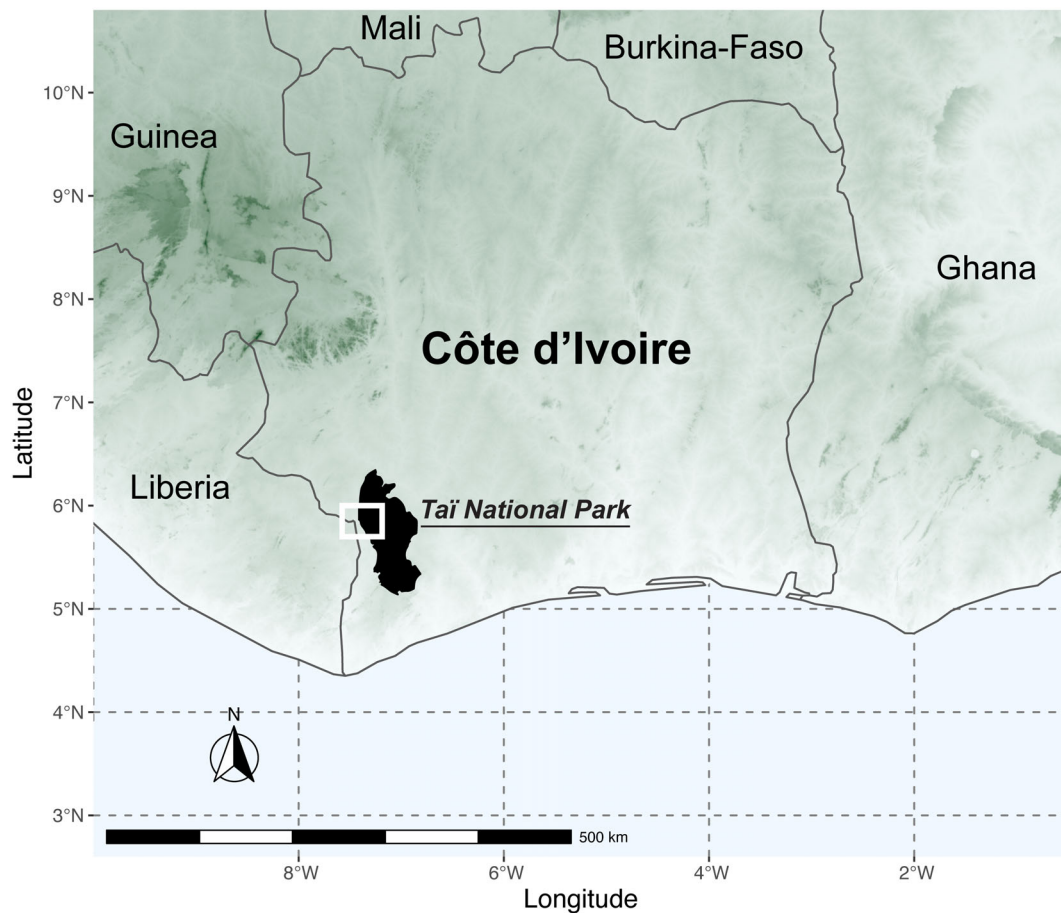 Mali
Burkina-Faso
10°N
Guinea
9°N
Ghana
8°N
Côte d’Ivoire
7°N
Latitude
Liberia
6°N
Taï National Park
5°N
4°N
N
3°N
500 km
8°W
6°W
4°W
2°W
Longitude